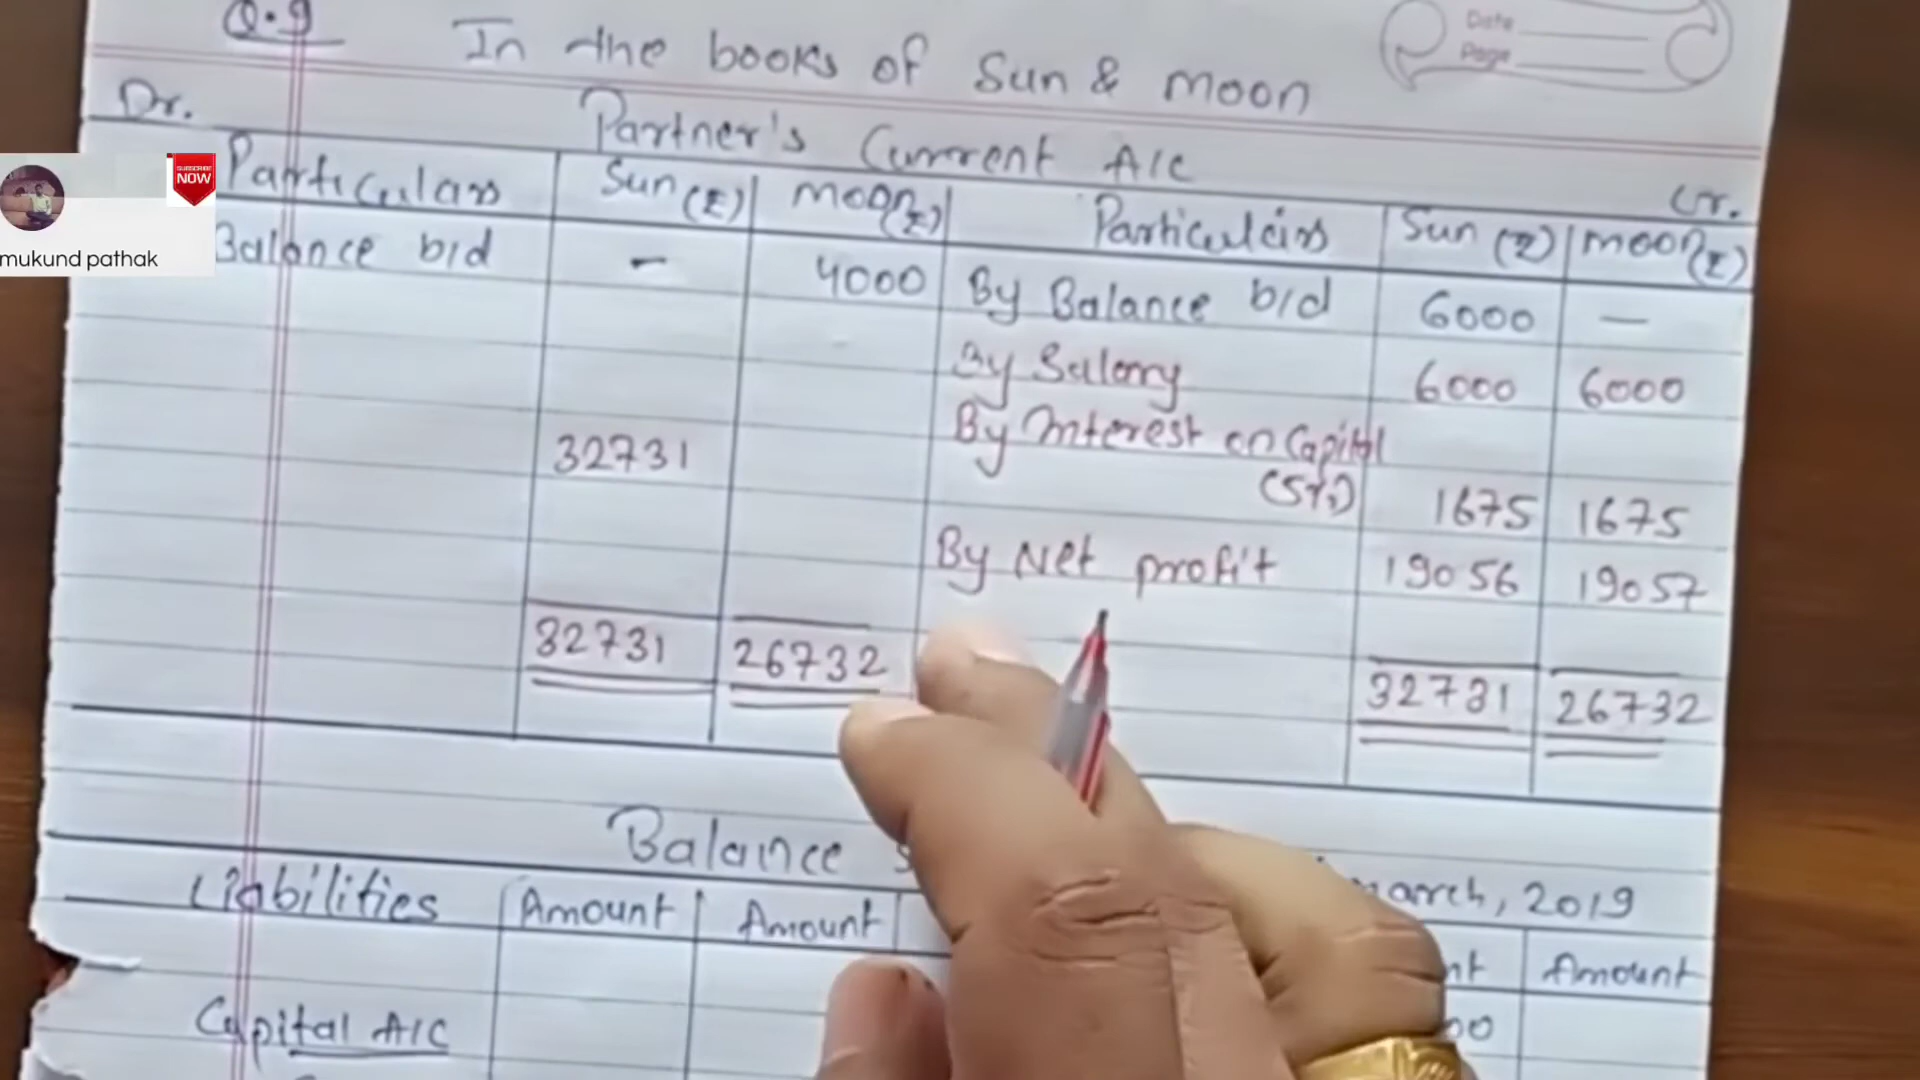 Q.9
In the books of Sun & moon
Date
Page
Dr.
Partner's Current A/C
Cr.
Particulars Sun (₹) moon(₹) Particulars Sun (₹) moon(₹)
Balance b/d - 4000 By Balance b/d 6000 —
By Salary 6000 6000
By Interest on Capital
32731
(5%) 1675 1675
By Net profit 19056 19057
32731 26732 32731 26732
Balance march, 2019
Liabilities Amount Amount nt Amount
Capital A/C 00
SUBSCRIBE
NOW
mukund pathak